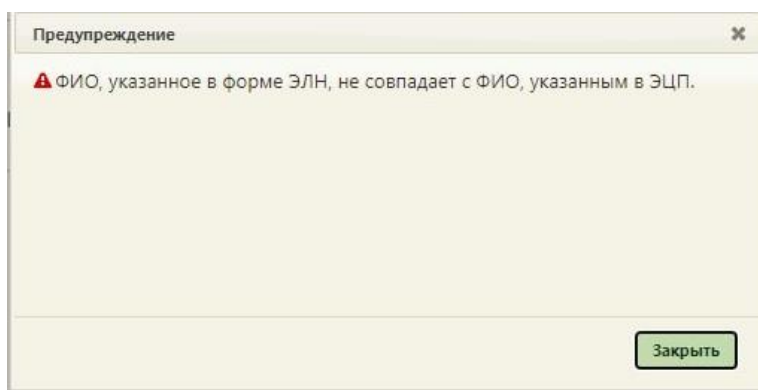 Предупреждение
ФИО, указанное в форме ЭЛН, не совпадает с ФИО, указанным в ЭЦП.
Закрыть